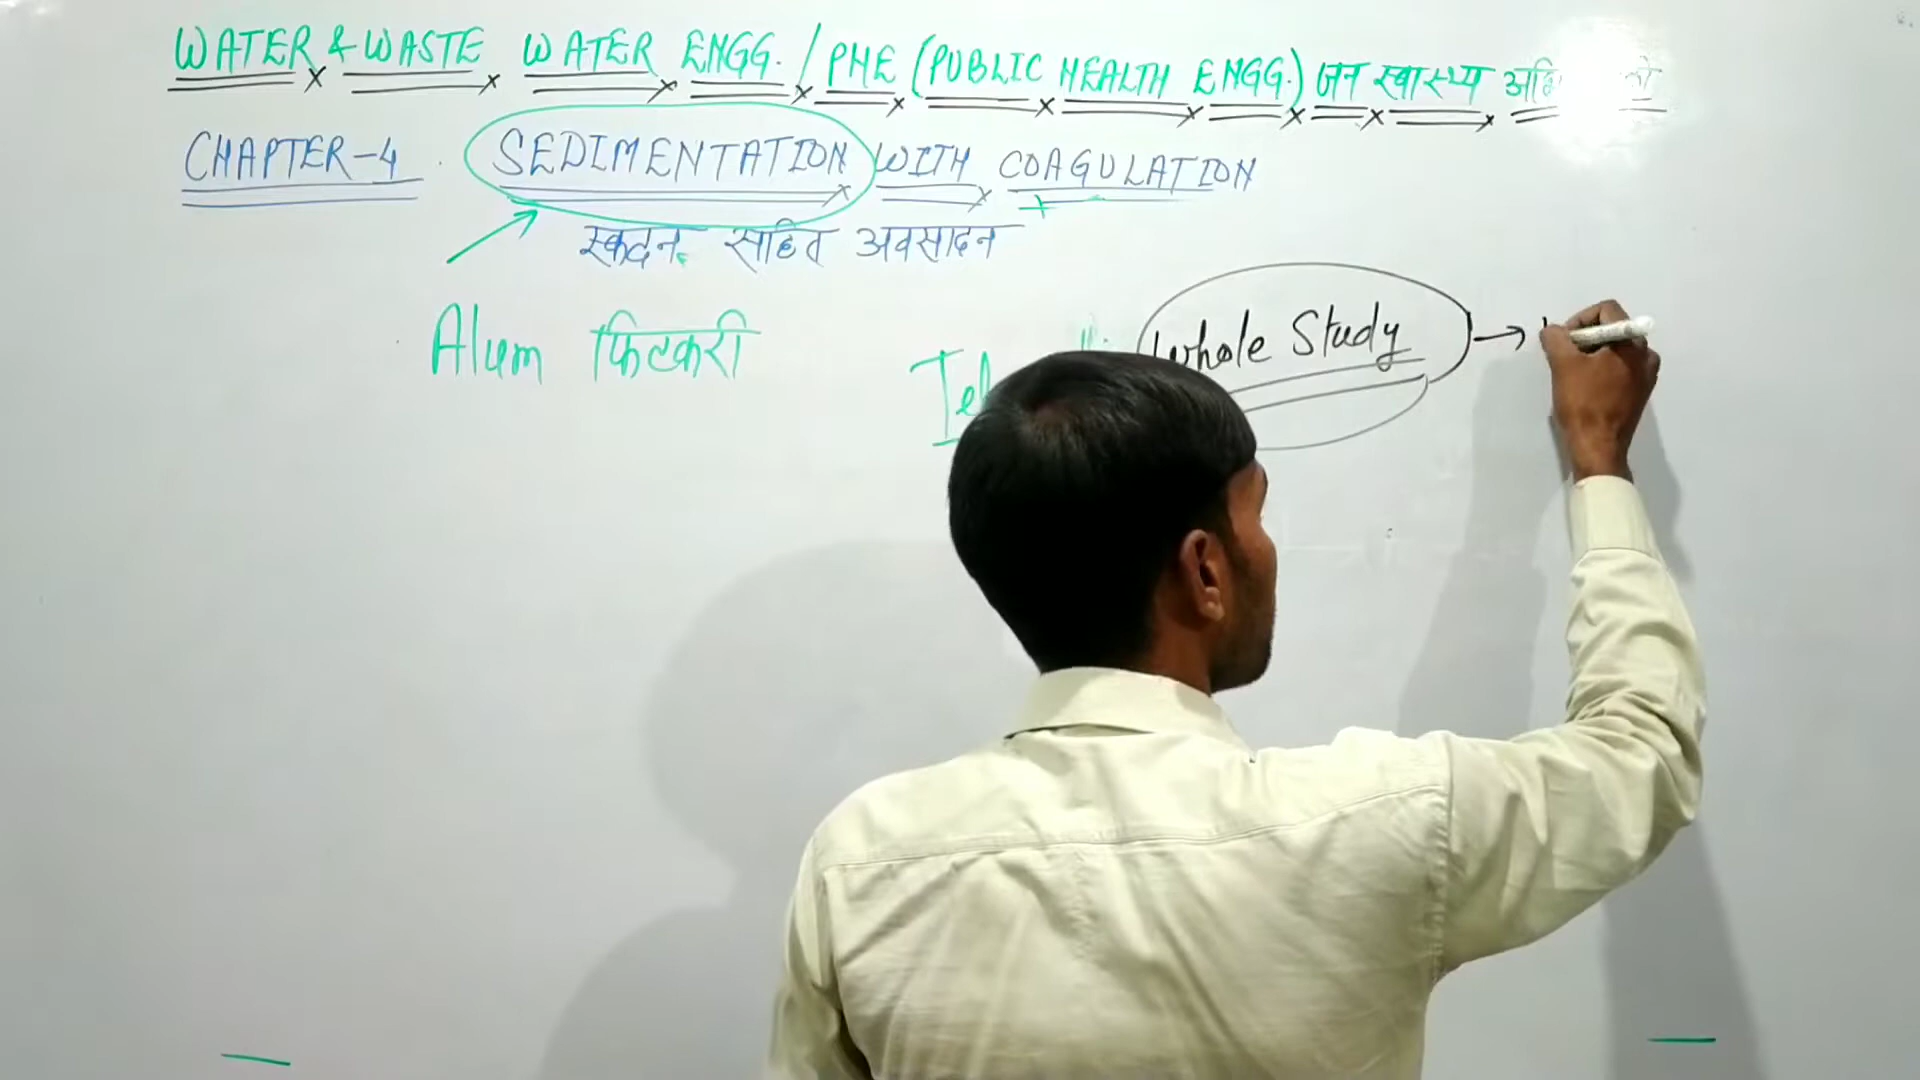 WATER & WASTE WATER ENGG. / PHE (PUBLIC HEALTH ENGG.) जन स्वास्थ्य
CHAPTER-4 SEDIMENTATION WITH COAGULATION
स्कंदन सहित अवसादन
Whole Study →
Alum फिटकरी